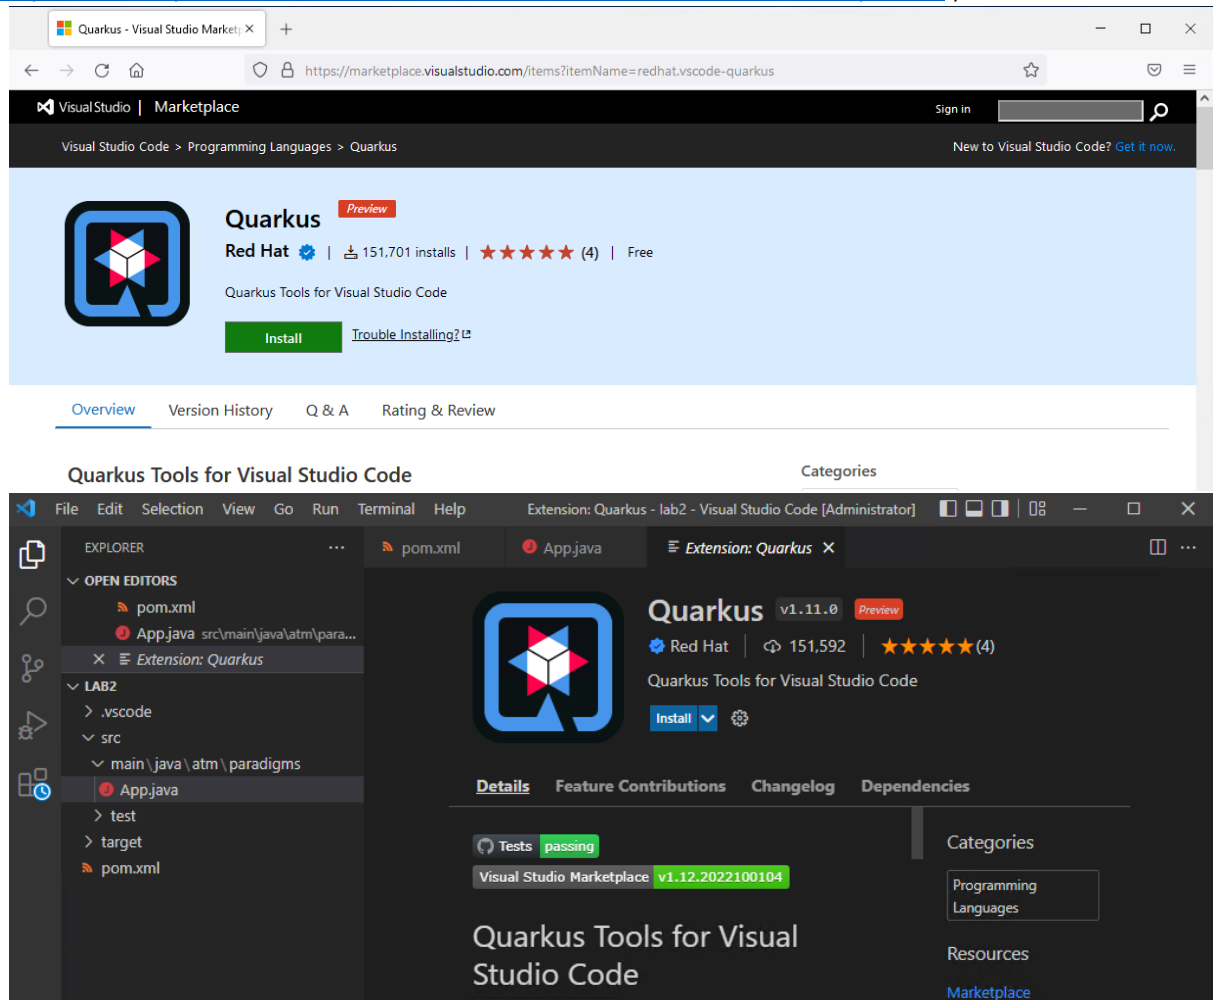 Quarkus - Visual Studio Market
https://marketplace.visualstudio.com/items?itemName=redhat.vscode-quarkus
Visual Studio | Marketplace
Sign in
Visual Studio Code > Programming Languages > Quarkus
New to Visual Studio Code? Get it now.
Quarkus Preview
Red Hat | 151,701 installs | (4) | Free
Quarkus Tools for Visual Studio Code
Install Trouble Installing?
Overview Version History Q & A Rating & Review
Quarkus Tools for Visual Studio Code
Categories
File Edit Selection View Go Run Terminal Help
Extension: Quarkus - lab2 - Visual Studio Code [Administrator]
EXPLORER ...
pom.xml App.java Extension: Quarkus
OPEN EDITORS
pom.xml
App.java src\main\java\atm\para...
Extension: Quarkus
LAB2
.vscode
src
main\java\atm\paradigms
App.java
test
target
pom.xml
Quarkus v1.11.0 Preview
Red Hat 151,592 (4)
Quarkus Tools for Visual Studio Code
Install
Details Feature Contributions Changelog Dependencies
Tests passing
Visual Studio Marketplace v1.12.2022100104
Quarkus Tools for Visual
Studio Code
Categories
Programming
Languages
Resources
Marketplace